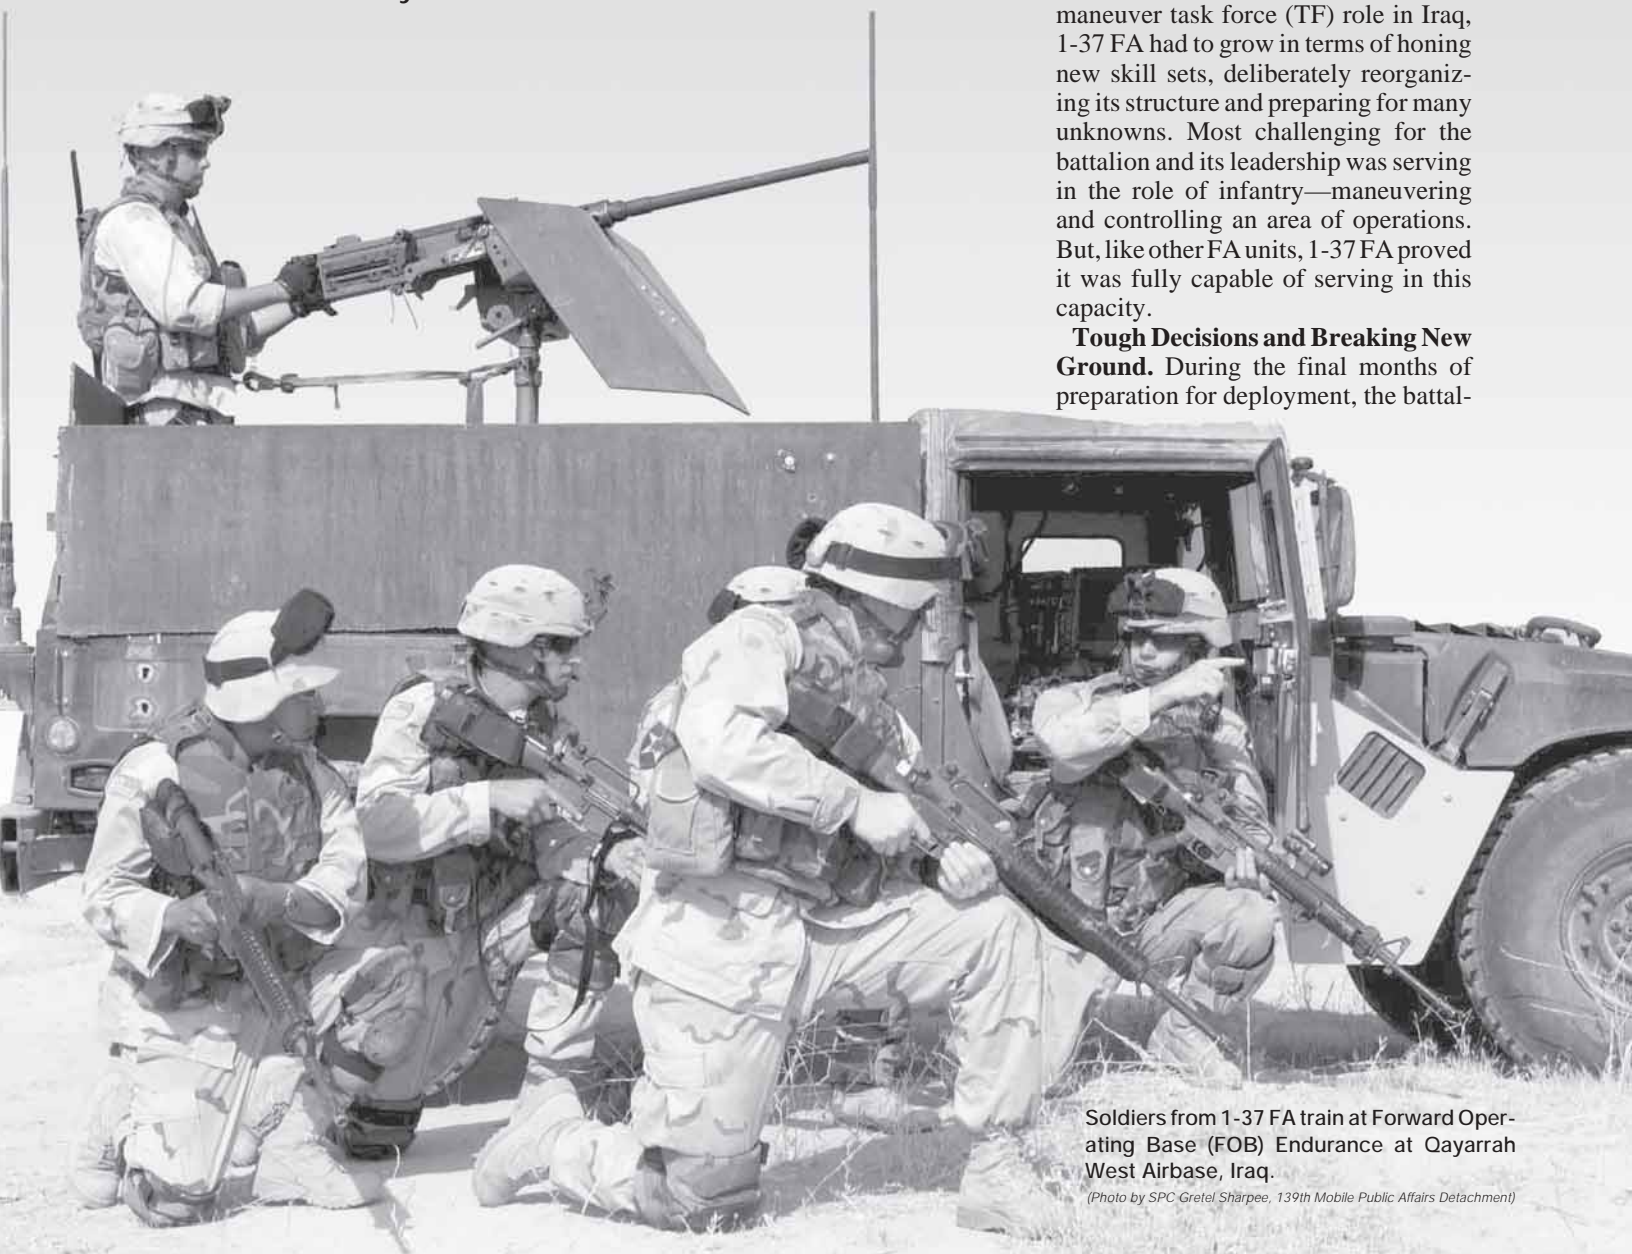 maneuver task force (TF) role in Iraq,
1-37 FA had to grow in terms of honing
new skill sets, deliberately reorganiz-
ing its structure and preparing for many
unknowns. Most challenging for the
battalion and its leadership was serving
in the role of infantry—maneuvering
and controlling an area of operations.
But, like other FA units, 1-37 FA proved
it was fully capable of serving in this
capacity.
Tough Decisions and Breaking New
Ground. During the final months of
preparation for deployment, the battal-
Soldiers from 1-37 FA train at Forward Oper-
ating Base (FOB) Endurance at Qayarrah
West Airbase, Iraq.
(Photo by SPC Gretel Sharpee, 139th Mobile Public Affairs Detachment)